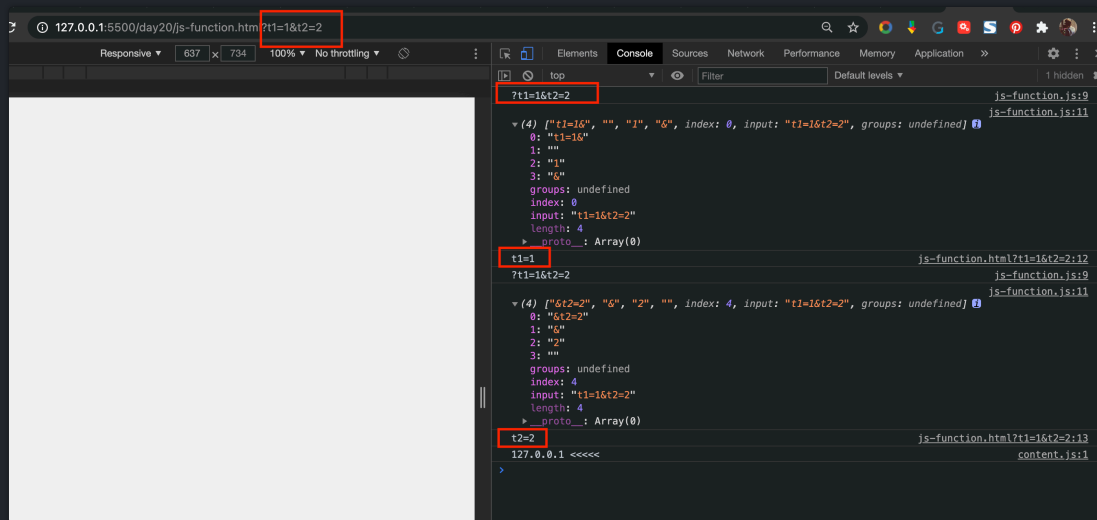 127.0.0.1:5500/day20/js-function.html?t1=1&t2=2
Responsive ▼ 637 x 734 100% ▼ No throttling ▼
Elements Console Sources Network Performance Memory Application »
top ▼ Filter Default levels ▼ 1 hidden
?t1=1&t2=2 js-function.js:9
js-function.js:11
▼(4) ["t1=1&", "", "1", "&", index: 0, input: "t1=1&t2=2", groups: undefined] i
0: "t1=1&"
1: ""
2: "1"
3: "&"
groups: undefined
index: 0
input: "t1=1&t2=2"
length: 4
▶ __proto__: Array(0)
t1=1 js-function.html?t1=1&t2=2:12
?t1=1&t2=2 js-function.js:9
js-function.js:11
▼(4) ["&t2=2", "&", "2", "", index: 4, input: "t1=1&t2=2", groups: undefined] i
0: "&t2=2"
1: "&"
2: "2"
3: ""
groups: undefined
index: 4
input: "t1=1&t2=2"
length: 4
▶ __proto__: Array(0)
t2=2 js-function.html?t1=1&t2=2:13
127.0.0.1 <<<<< content.js:1
>